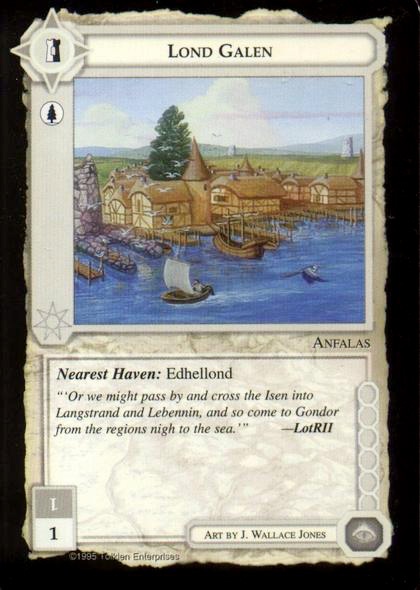 LOND GALEN
ANFALAS
Nearest Haven: Edhellond
“‘Or we might pass by and cross the Isen into
Langstrand and Lebennin, and so come to Gondor
from the regions nigh to the sea.’” —LotRII
1
1
ART BY J. WALLACE JONES
©1995 Tolkien Enterprises